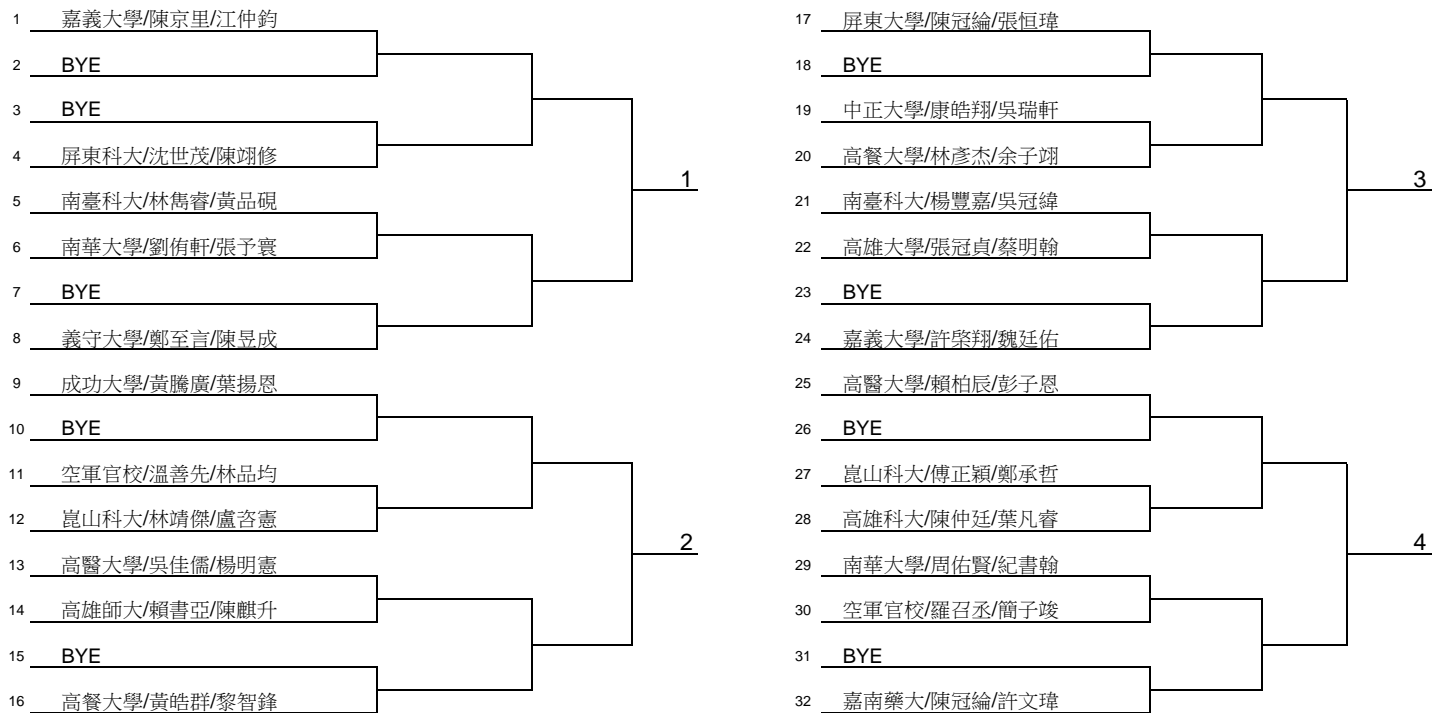 1 嘉義大學/陳京里/江仲鈞
2 BYE
3 BYE
4 屏東科大/沈世茂/陳翊修
1
5 南臺科大/林雋睿/黃品硯
6 南華大學/劉侑軒/張予寰
7 BYE
8 義守大學/鄭至言/陳昱成
9 成功大學/黃騰廣/葉揚恩
10 BYE
11 空軍官校/溫善先/林品均
12 崑山科大/林靖傑/盧咨憲
2
13 高醫大學/吳佳儒/楊明憲
14 高雄師大/賴書亞/陳麒升
15 BYE
16 高餐大學/黃皓群/黎智鋒
17 屏東大學/陳冠綸/張恒瑋
18 BYE
19 中正大學/康皓翔/吳瑞軒
20 高餐大學/林彥杰/余子翊
3
21 南臺科大/楊豐嘉/吳冠緯
22 高雄大學/張冠貞/蔡明翰
23 BYE
24 嘉義大學/許棨翔/魏廷佑
25 高醫大學/賴柏辰/彭子恩
26 BYE
27 崑山科大/傅正穎/鄭承哲
28 高雄科大/陳仲廷/葉凡睿
4
29 南華大學/周佑賢/紀書翰
30 空軍官校/羅召丞/簡子竣
31 BYE
32 嘉南藥大/陳冠綸/許文瑋